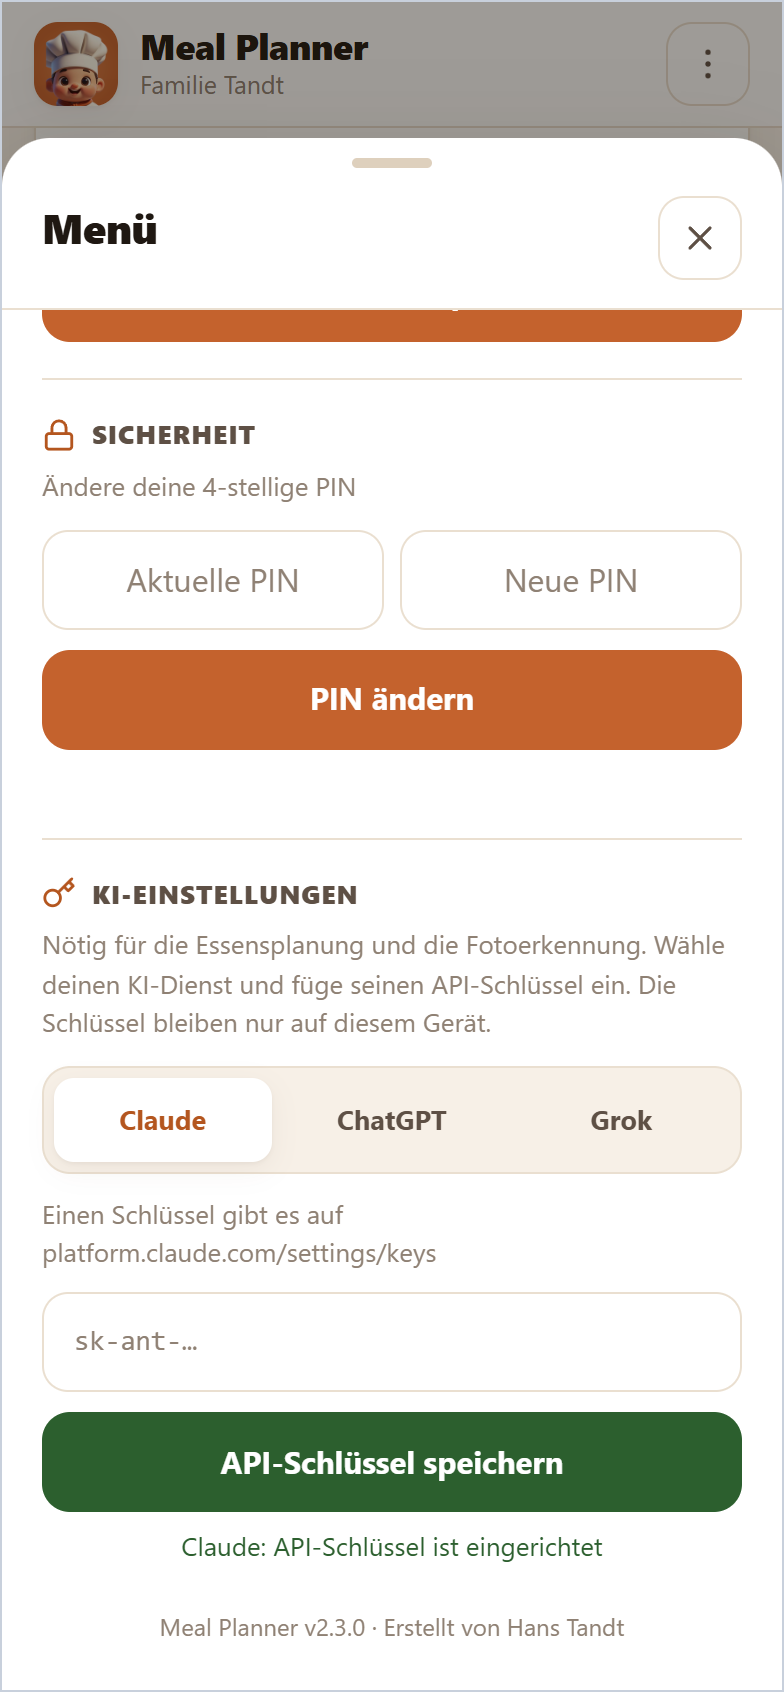 Meal Planner
Familie Tandt
Menü
SICHERHEIT
Ändere deine 4-stellige PIN
Aktuelle PIN
Neue PIN
PIN ändern
KI-EINSTELLUNGEN
Nötig für die Essensplanung und die Fotoerkennung. Wähle
deinen KI-Dienst und füge seinen API-Schlüssel ein. Die
Schlüssel bleiben nur auf diesem Gerät.
Claude
ChatGPT
Grok
Einen Schlüssel gibt es auf
platform.claude.com/settings/keys
sk-ant-…
API-Schlüssel speichern
Claude: API-Schlüssel ist eingerichtet
Meal Planner v2.3.0 · Erstellt von Hans Tandt